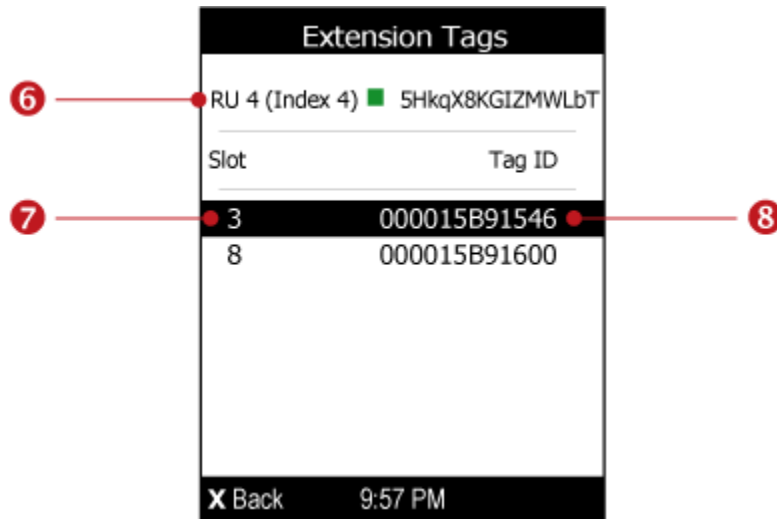 Extension Tags
6 RU 4 (Index 4) 5HkqX8KGIZMWLbT
Slot Tag ID
7 3 000015B91546 8
8 000015B91600
X Back 9:57 PM